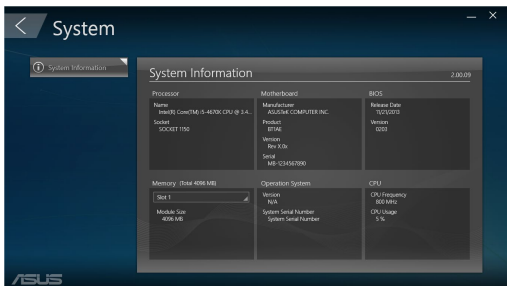 System
System Information
System Information
2.00.09
Processor
Name
Intel(R) Core(TM) i5-4670K CPU @ 3.4...
Socket
SOCKET 1150
Motherboard
Manufacturer
ASUSTeK COMPUTER INC.
Product
BT1AE
Version
Rev X.0x
Serial
MB-1234567890
BIOS
Release Date
11/21/2013
Version
0203
Memory (Total 4096 MB)
Slot 1
Module Size
4096 MB
Operation System
Version
N/A
System Serial Number
System Serial Number
CPU
CPU Frequency
800 MHz
CPU Usage
5 %
ASUS